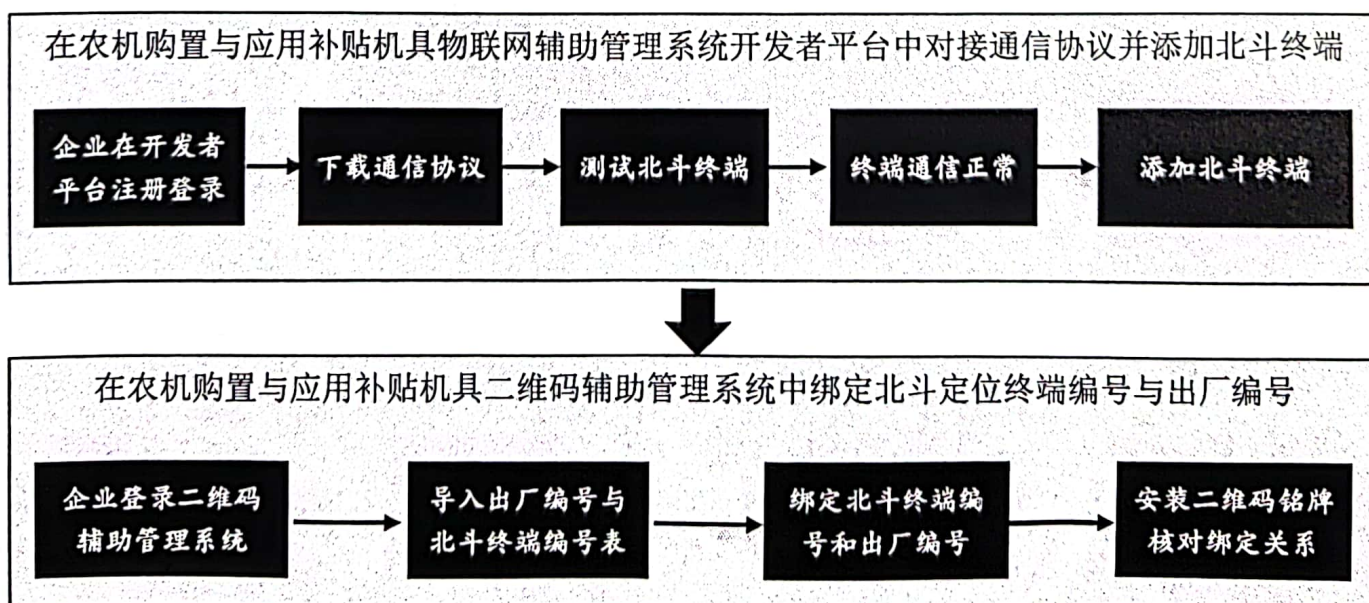 在农机购置与应用补贴机具物联网辅助管理系统开发者平台中对接通信协议并添加北斗终端
企业在开发者
平台注册登录
下载通信协议
测试北斗终端
终端通信正常
添加北斗终端
在农机购置与应用补贴机具二维码辅助管理系统中绑定北斗定位终端编号与出厂编号
企业登录二维码
辅助管理系统
导入出厂编号与
北斗终端编号表
绑定北斗终端编
号和出厂编号
安装二维码铭牌
核对绑定关系